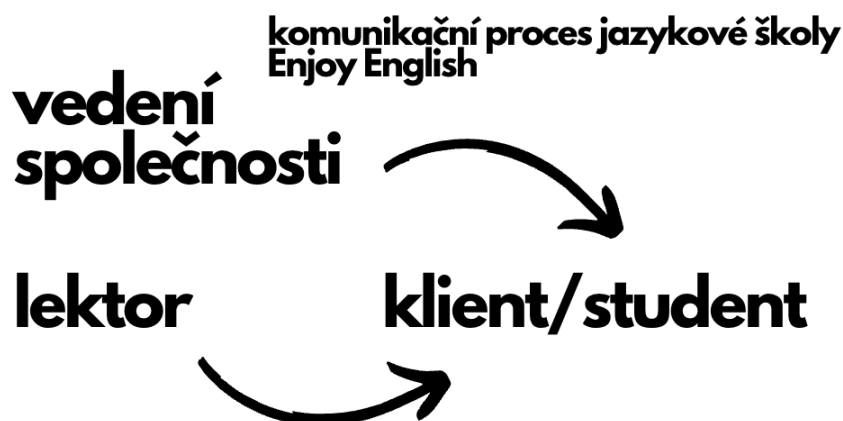 komunikační proces jazykové školy
Enjoy English
vedení
společnosti
lektor
klient/student